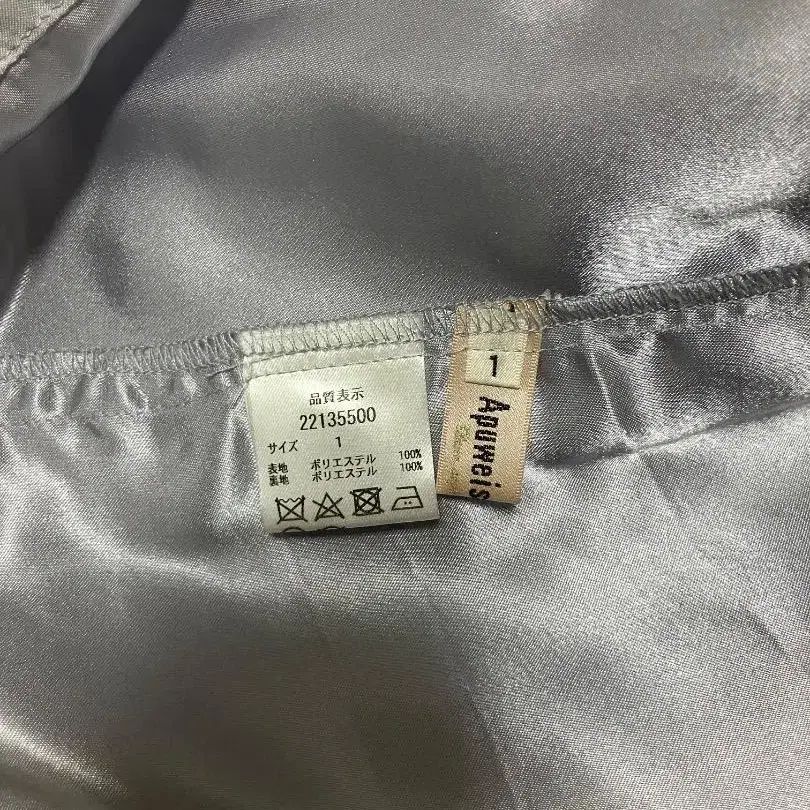 品質表示
22135500
サイズ 1
表地 ポリエステル 100%
裏地 ポリエステル 100%
1
Apuweis